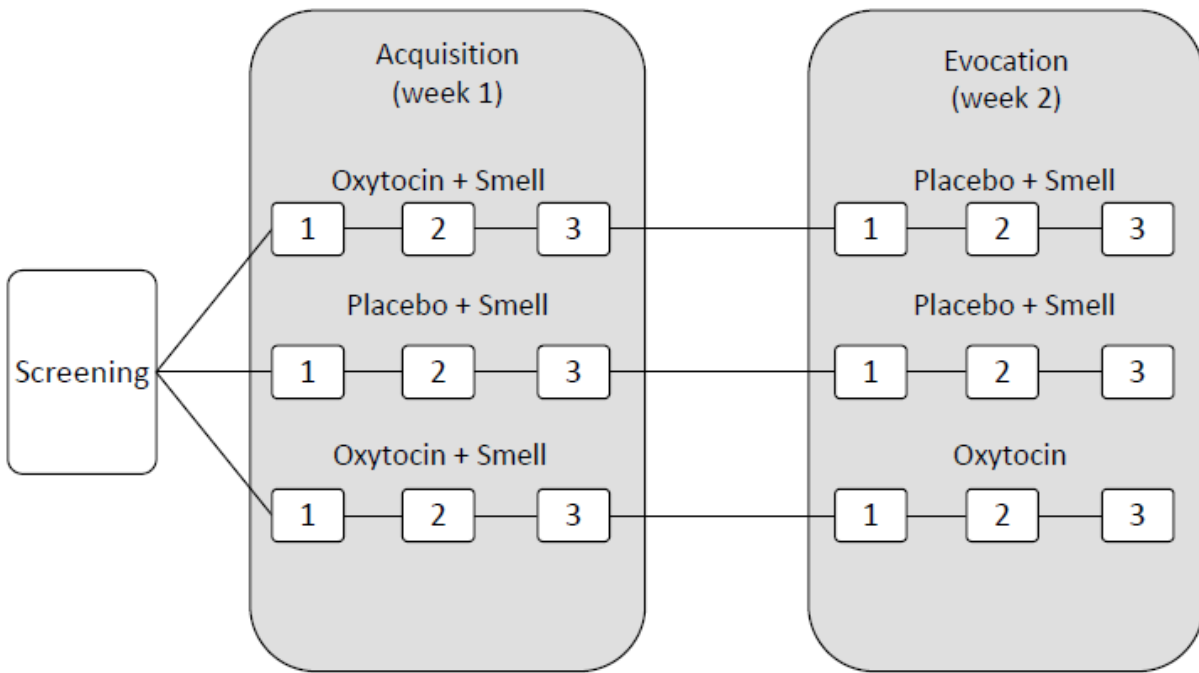 Acquisition
(week 1)
Evocation
(week 2)
Oxytocin + Smell
Placebo + Smell
1 2 3
1 2 3
Placebo + Smell
Placebo + Smell
Screening
1 2 3
1 2 3
Oxytocin + Smell
Oxytocin
1 2 3
1 2 3